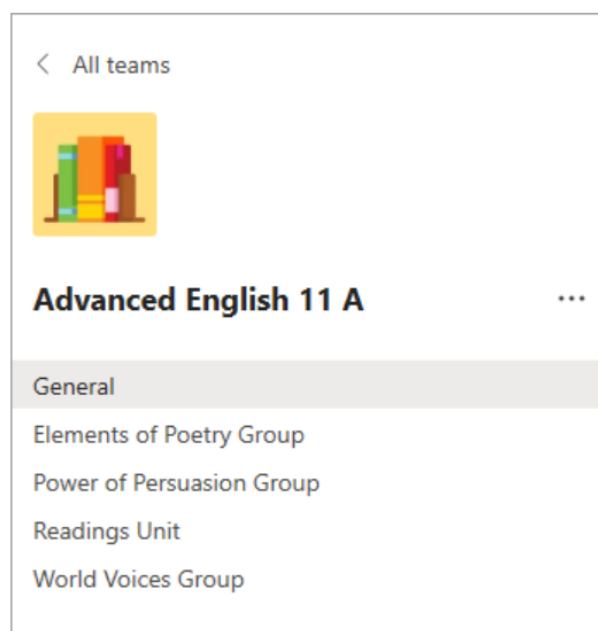 All teams
Advanced English 11 A
General
Elements of Poetry Group
Power of Persuasion Group
Readings Unit
World Voices Group